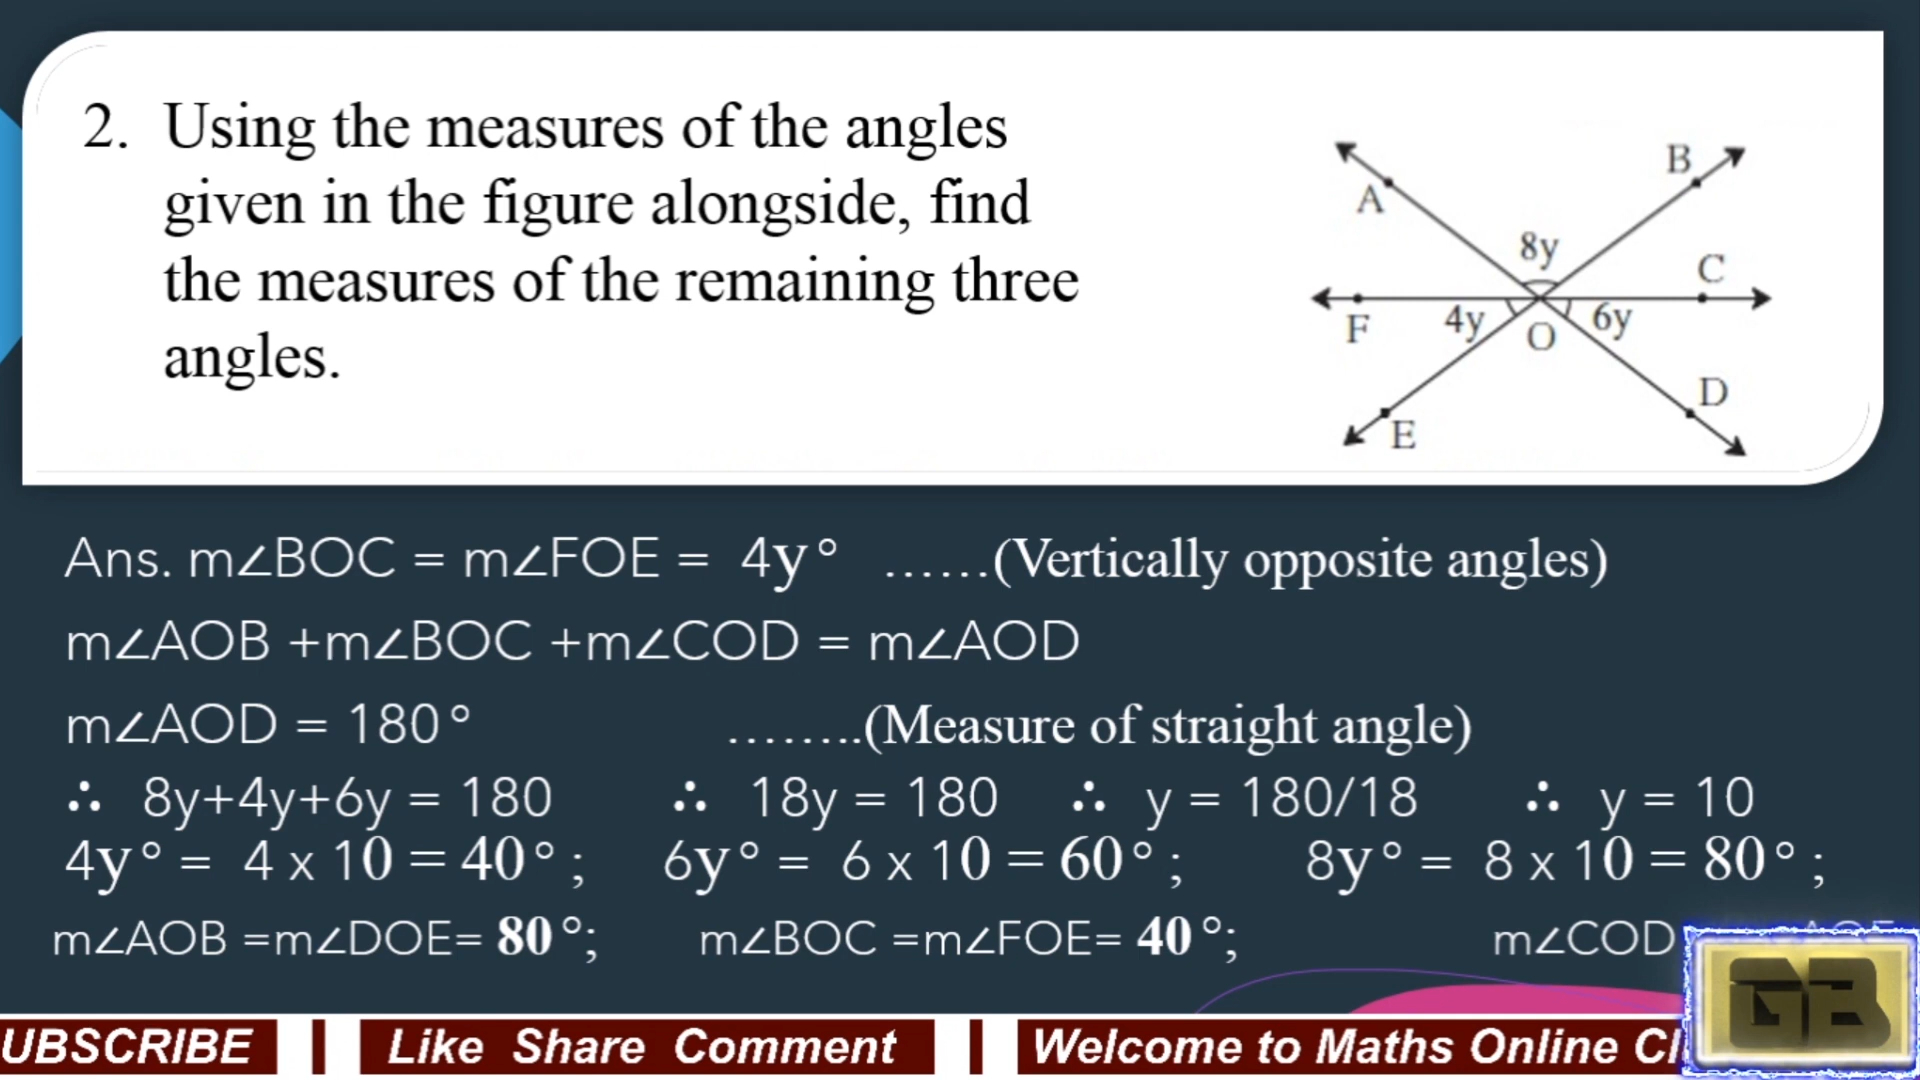 2. Using the measures of the angles
given in the figure alongside, find
the measures of the remaining three
angles.
A
B
8y
C
F
4y
O
6y
D
E
Ans. m∠BOC = m∠FOE = 4y° ......(Vertically opposite angles)
m∠AOB +m∠BOC +m∠COD = m∠AOD
m∠AOD = 180° ........(Measure of straight angle)
∴ 8y+4y+6y = 180 ∴ 18y = 180 ∴ y = 180/18 ∴ y = 10
4y° = 4 x 10 = 40° ; 6y° = 6 x 10 = 60° ; 8y° = 8 x 10 = 80° ;
m∠AOB =m∠DOE= 80°; m∠BOC =m∠FOE= 40°; m∠COD
GB
UBSCRIBE | Like Share Comment | Welcome to Maths Online Cl